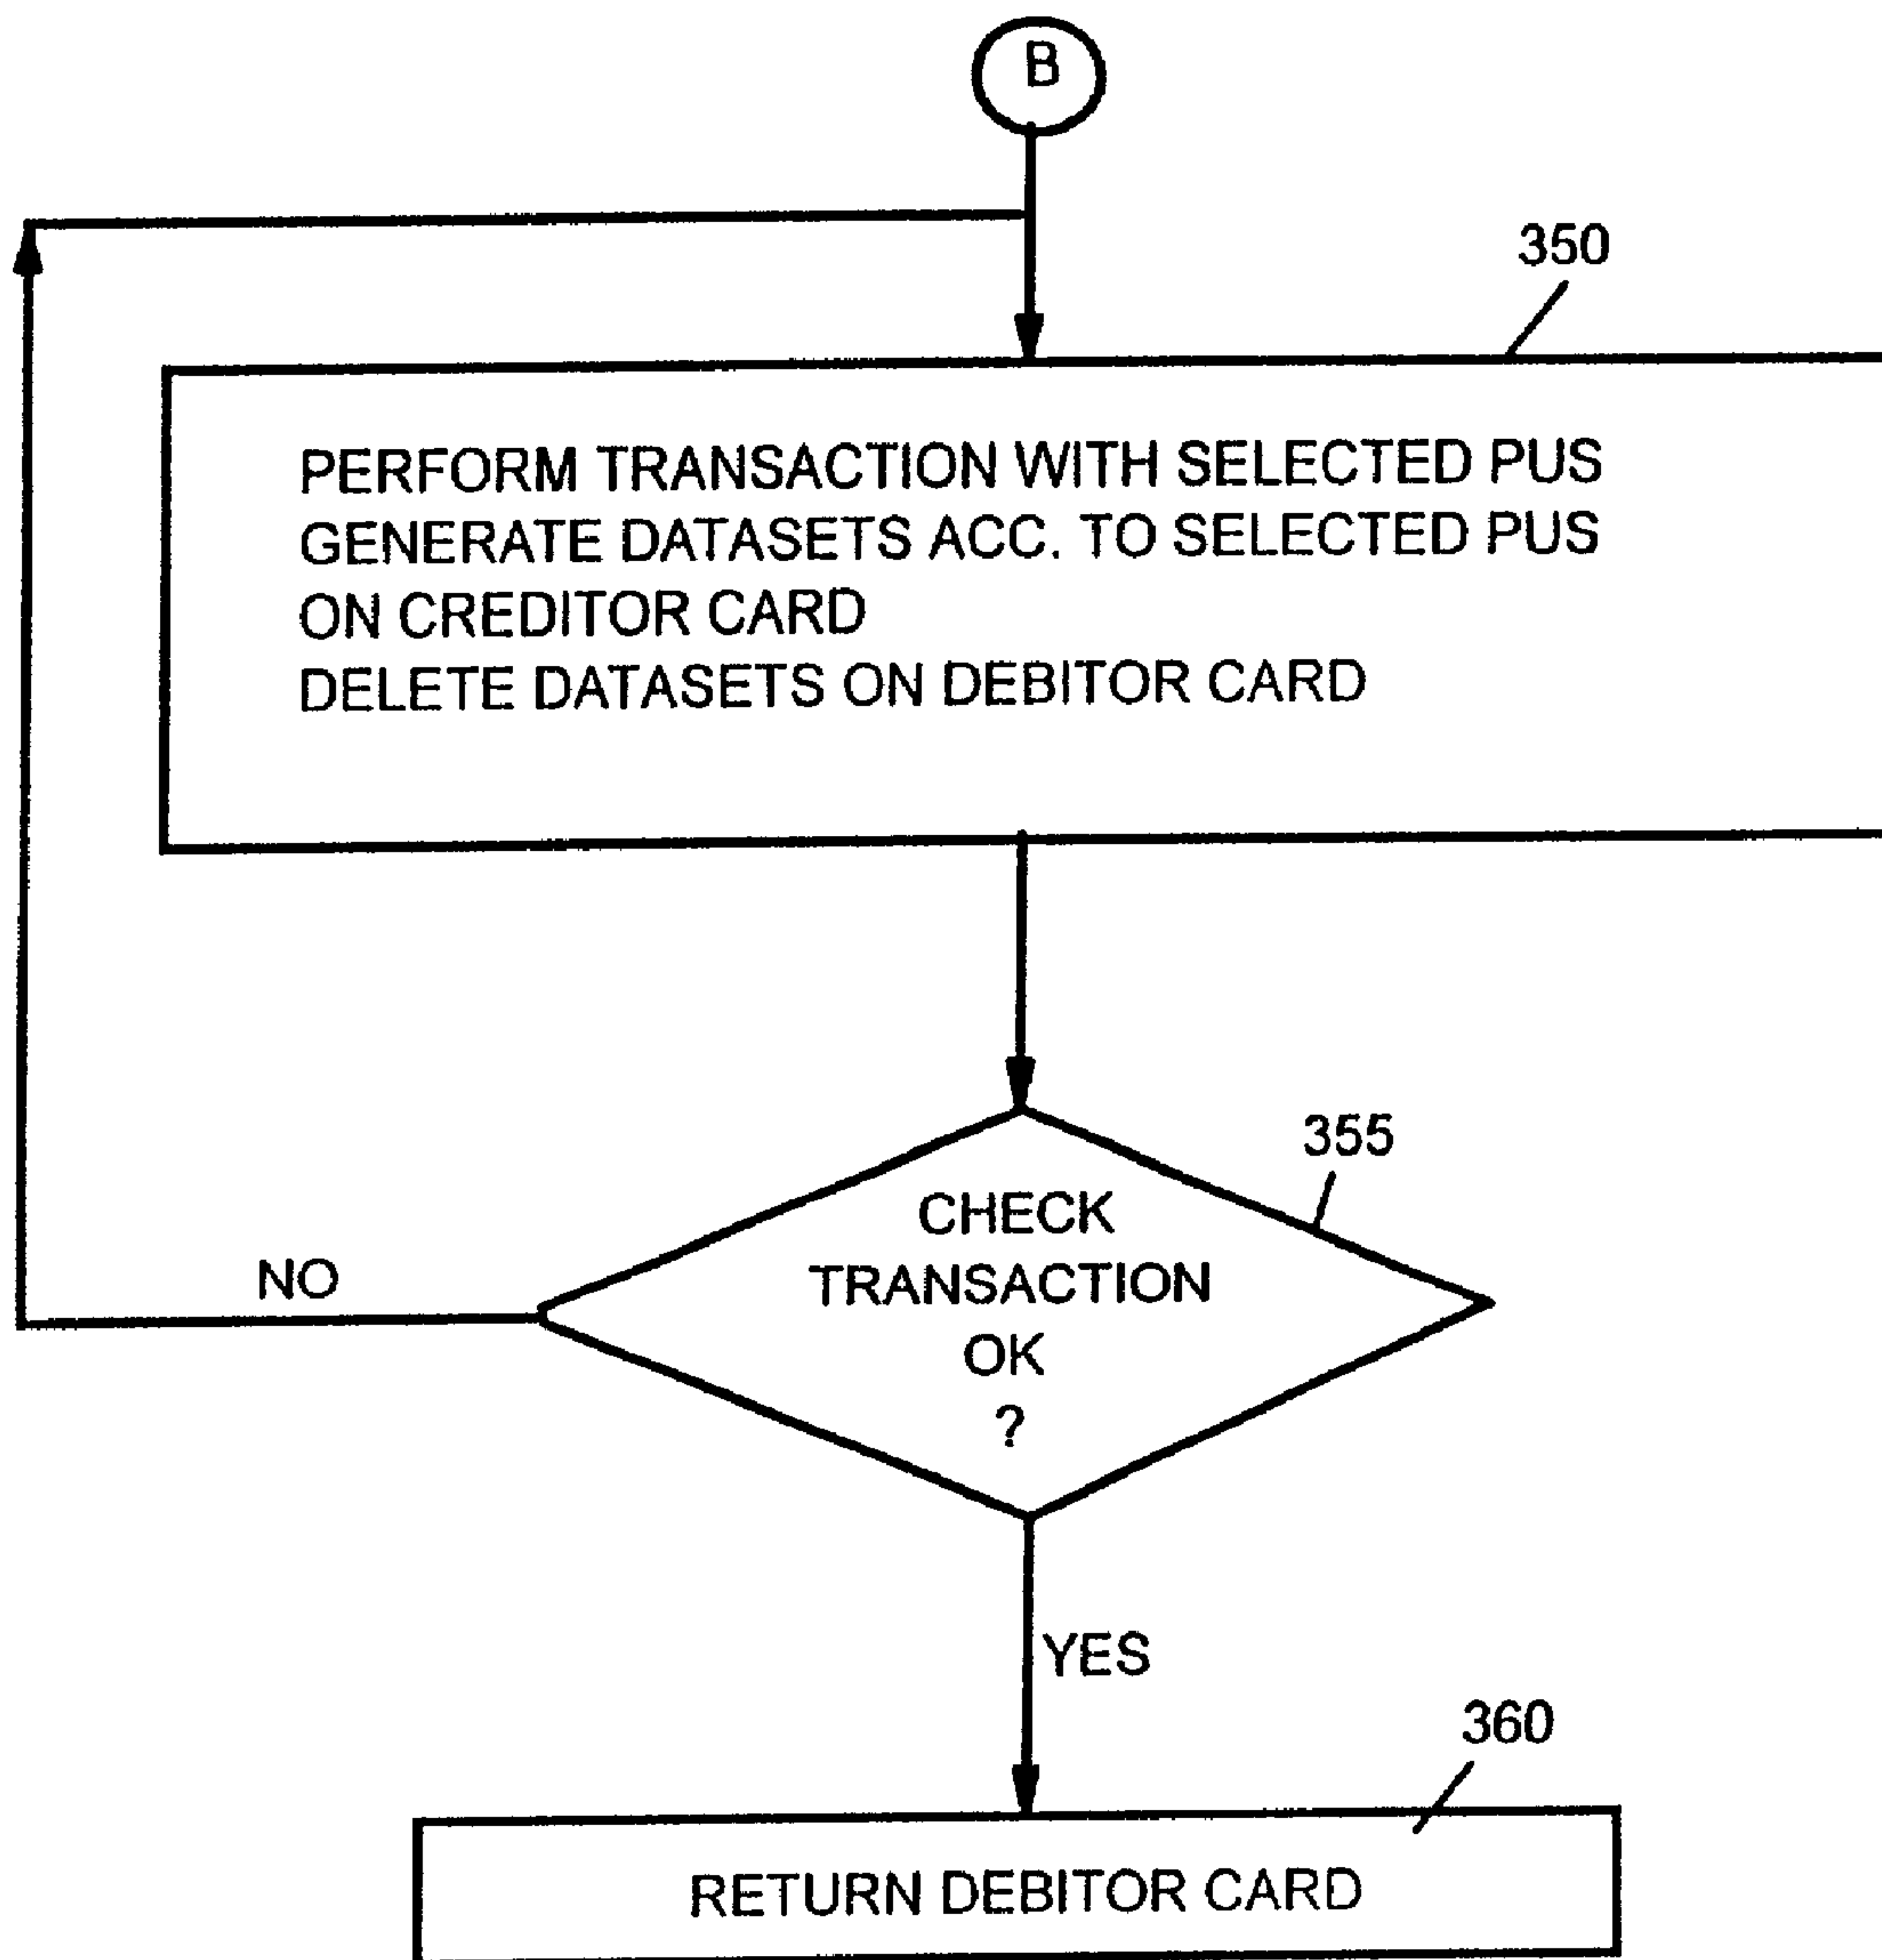 B
350
PERFORM TRANSACTION WITH SELECTED PUS
GENERATE DATASETS ACC. TO SELECTED PUS
ON CREDITOR CARD
DELETE DATASETS ON DEBITOR CARD
355
CHECK
TRANSACTION
OK
?
NO
YES
360
RETURN DEBITOR CARD